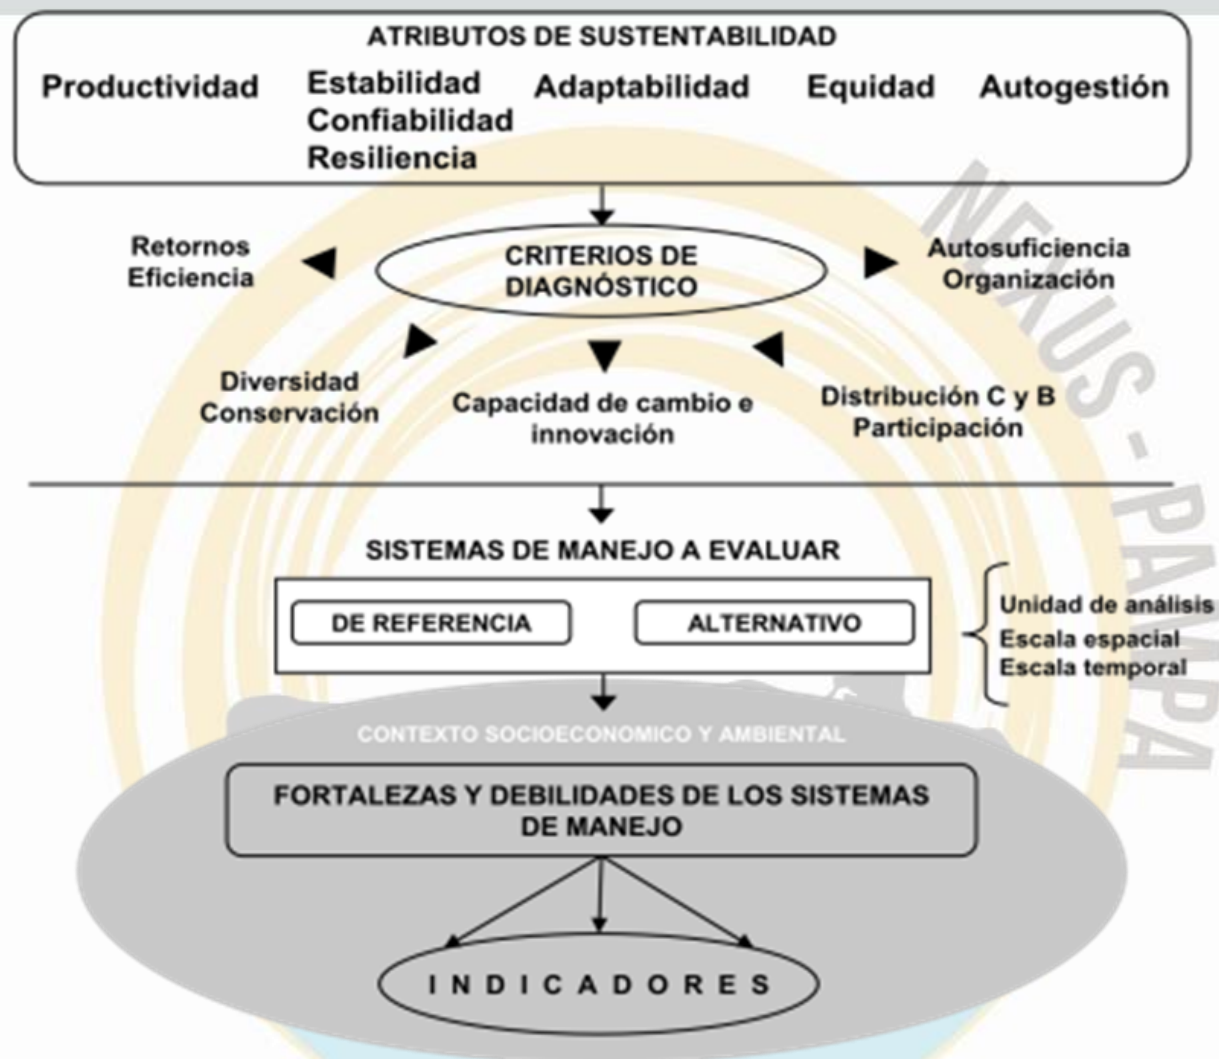 ATRIBUTOS DE SUSTENTABILIDAD
Productividad
Estabilidad
Confiabilidad
Resiliencia
Adaptabilidad
Equidad
Autogestión
CRITERIOS DE
DIAGNÓSTICO
Retornos
Eficiencia
Autosuficiencia
Organización
Diversidad
Conservación
Capacidad de cambio e
innovación
Distribución C y B
Participación
SISTEMAS DE MANEJO A EVALUAR
DE REFERENCIA
ALTERNATIVO
Unidad de análisis
Escala espacial
Escala temporal
CONTEXTO SOCIOECONOMICO Y AMBIENTAL
FORTALEZAS Y DEBILIDADES DE LOS SISTEMAS
DE MANEJO
INDICADORES
NEXUS - PAMPA